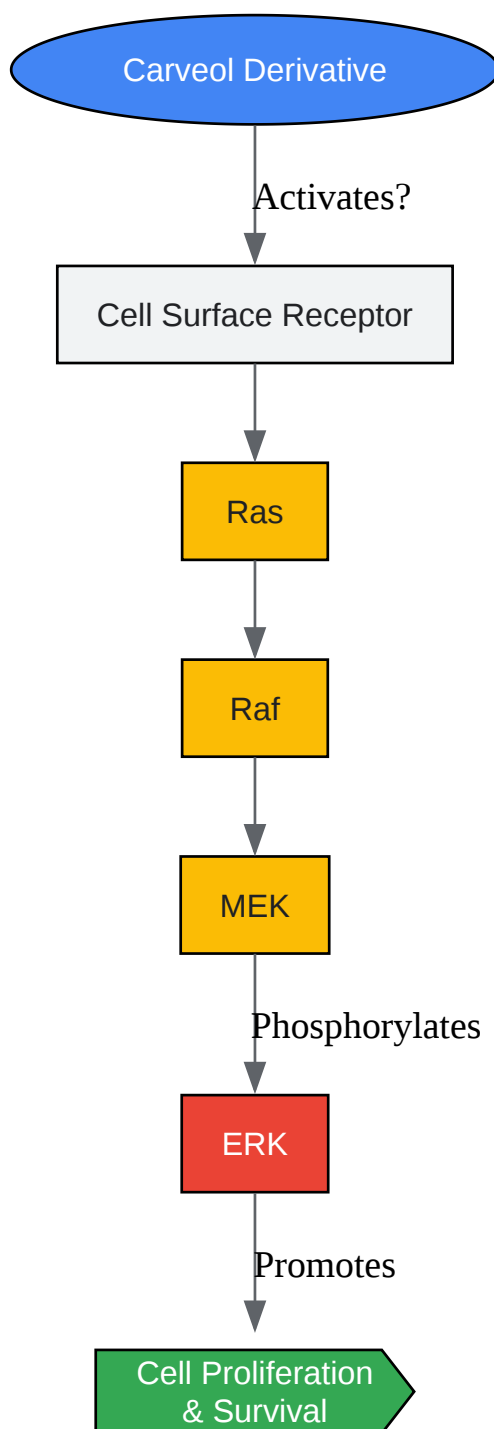 Carveol Derivative
Activates?
Cell Surface Receptor
Ras
Raf
MEK
Phosphorylates
ERK
Promotes
Cell Proliferation
& Survival